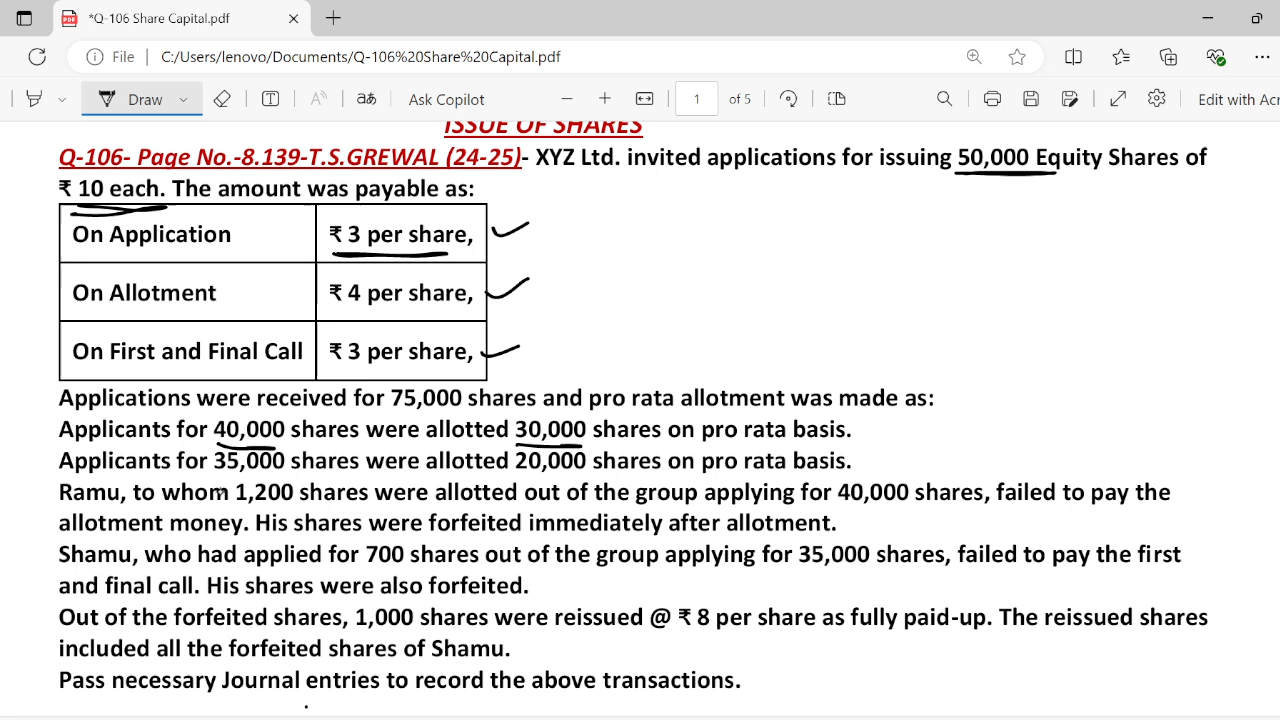 *Q-106 Share Capital.pdf
File C:/Users/lenovo/Documents/Q-106%20Share%20Capital.pdf
Draw Ask Copilot 1 of 5 Edit with Acr
ISSUE OF SHARES
Q-106- Page No.-8.139-T.S.GREWAL (24-25)- XYZ Ltd. invited applications for issuing 50,000 Equity Shares of
₹ 10 each. The amount was payable as:
On Application ₹ 3 per share,
On Allotment ₹ 4 per share,
On First and Final Call ₹ 3 per share,
Applications were received for 75,000 shares and pro rata allotment was made as:
Applicants for 40,000 shares were allotted 30,000 shares on pro rata basis.
Applicants for 35,000 shares were allotted 20,000 shares on pro rata basis.
Ramu, to whom 1,200 shares were allotted out of the group applying for 40,000 shares, failed to pay the
allotment money. His shares were forfeited immediately after allotment.
Shamu, who had applied for 700 shares out of the group applying for 35,000 shares, failed to pay the first
and final call. His shares were also forfeited.
Out of the forfeited shares, 1,000 shares were reissued @ ₹ 8 per share as fully paid-up. The reissued shares
included all the forfeited shares of Shamu.
Pass necessary Journal entries to record the above transactions.